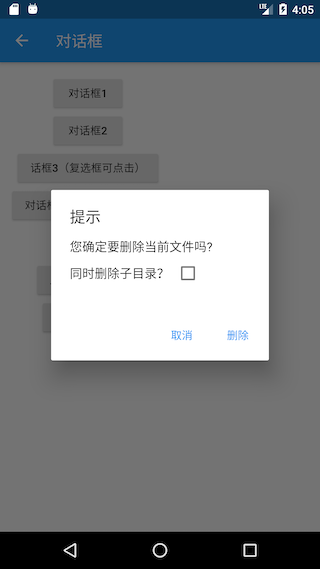 LTE 4:05
对话框
对话框1
对话框2
话框3（复选框可点击）
对话
提示
您确定要删除当前文件吗?
同时删除子目录?
取消 删除